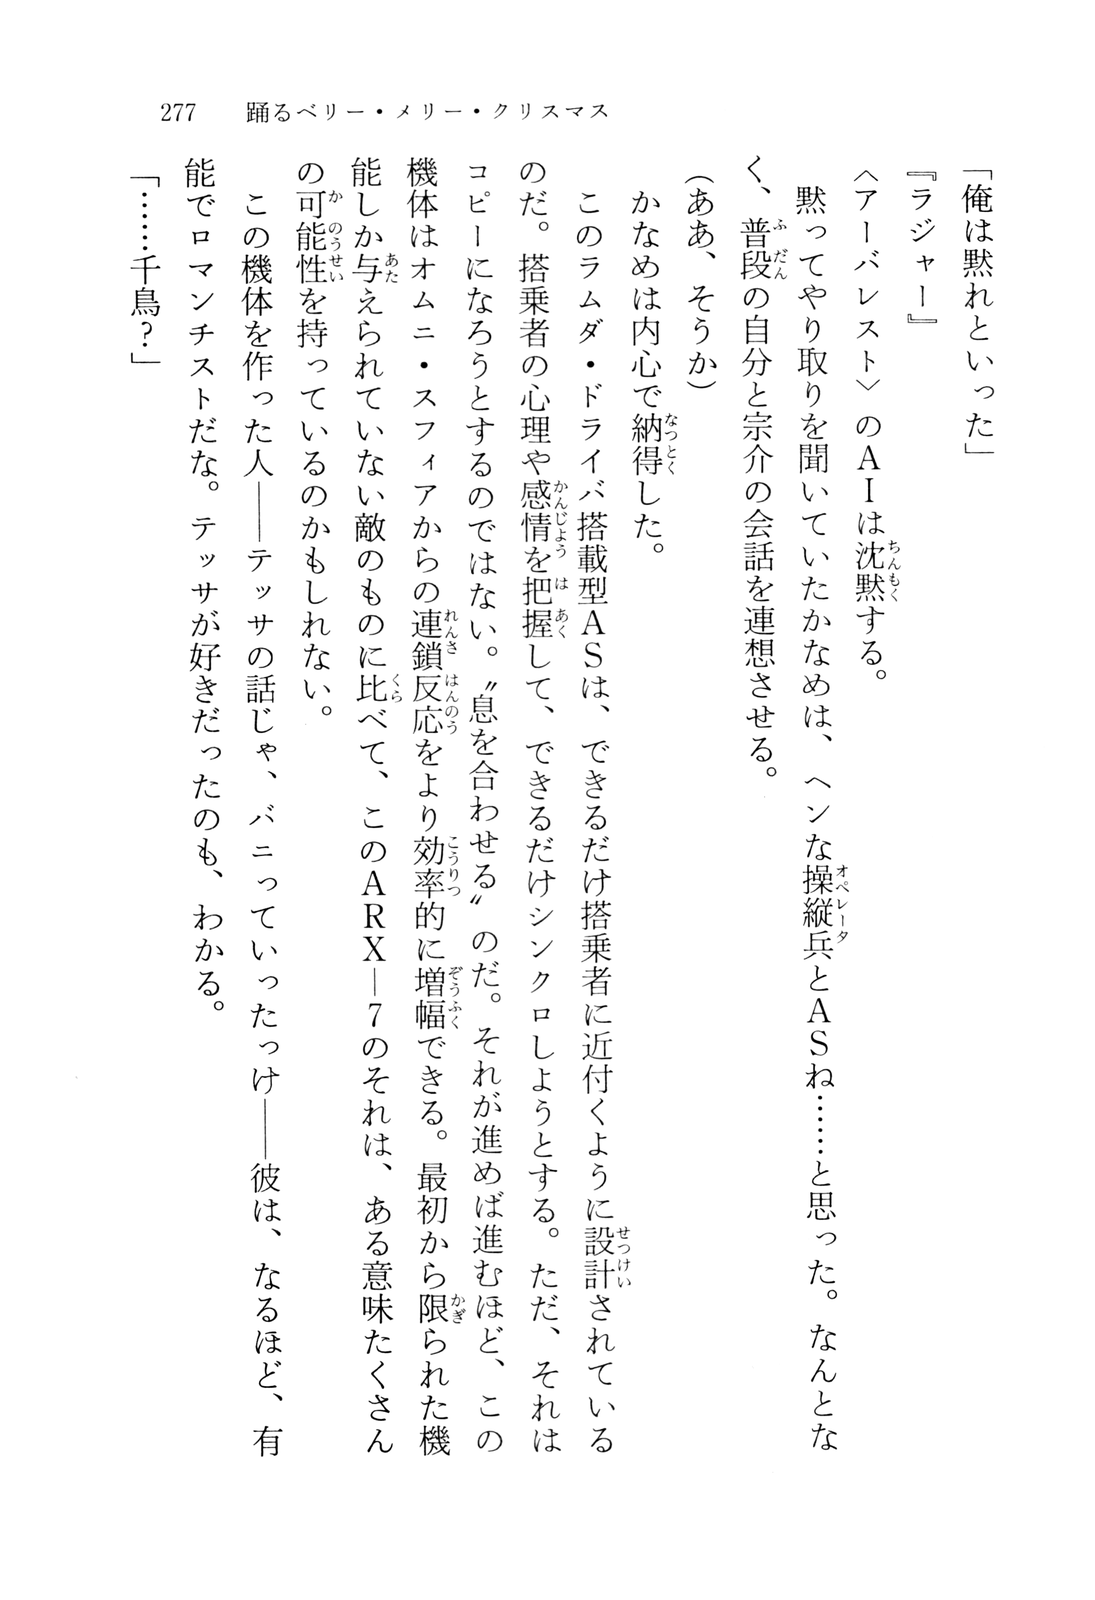 277　踊るベリー・メリー・クリスマス
「俺は黙れといった」
『ラジャー』
〈アーバレスト〉のＡＩは沈黙する。
　黙ってやり取りを聞いていたかなめは、ヘンな操縦兵とＡＳね……と思った。なんとな
く、普段の自分と宗介の会話を連想させる。
（ああ、そうか）
　かなめは内心で納得した。
　このラムダ・ドライバ搭載型ＡＳは、できるだけ搭乗者に近付くように設計されている
のだ。搭乗者の心理や感情を把握して、できるだけシンクロしようとする。ただ、それは
コピーになろうとするのではない。〝息を合わせる〟のだ。それが進めば進むほど、この
機体はオムニ・スフィアからの連鎖反応をより効率的に増幅できる。最初から限られた機
能しか与えられていない敵のものに比べて、このＡＲＸ―７のそれは、ある意味たくさん
の可能性を持っているのかもしれない。
　この機体を作った人――テッサの話じゃ、バニっていったっけ――彼は、なるほど、有
能でロマンチストだな。テッサが好きだったのも、わかる。
「……千鳥？」